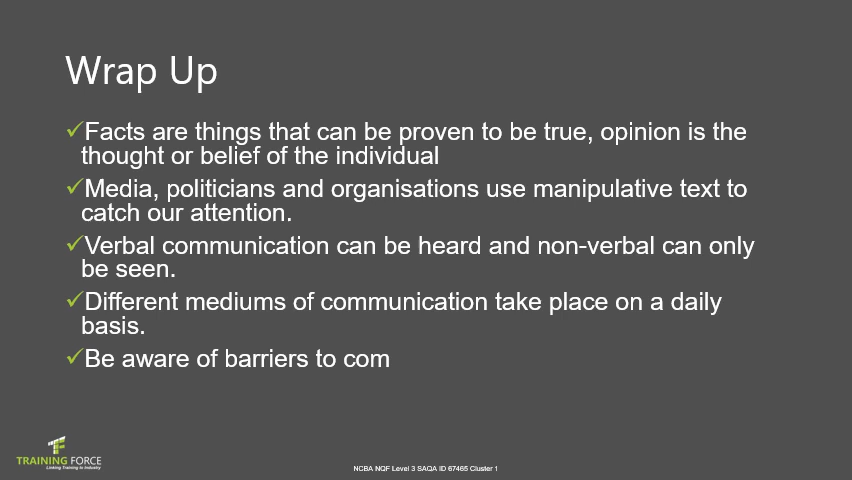 Wrap Up
✓Facts are things that can be proven to be true, opinion is the
thought or belief of the individual
✓Media, politicians and organisations use manipulative text to
catch our attention.
✓Verbal communication can be heard and non-verbal can only
be seen.
✓Different mediums of communication take place on a daily
basis.
✓Be aware of barriers to com
TRAINING FORCE
Linking Training to Industry
NCBA NQF Level 3 SAQA ID 67465 Cluster 1